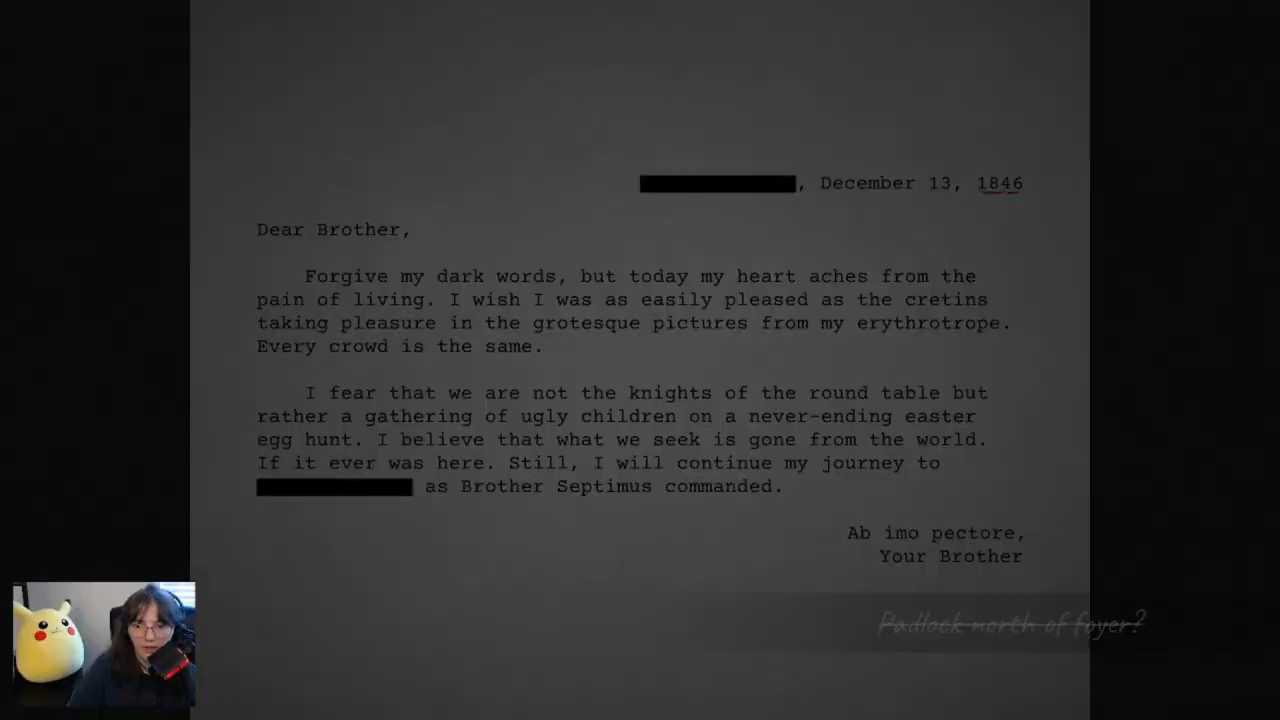 , December 13, 1846
Dear Brother,
Forgive my dark words, but today my heart aches from the
pain of living. I wish I was as easily pleased as the cretins
taking pleasure in the grotesque pictures from my erythrotrope.
Every crowd is the same.
I fear that we are not the knights of the round table but
rather a gathering of ugly children on a never-ending easter
egg hunt. I believe that what we seek is gone from the world.
If it ever was here. Still, I will continue my journey to
as Brother Septimus commanded.
Ab imo pectore,
Your Brother
Padlock north of foyer?